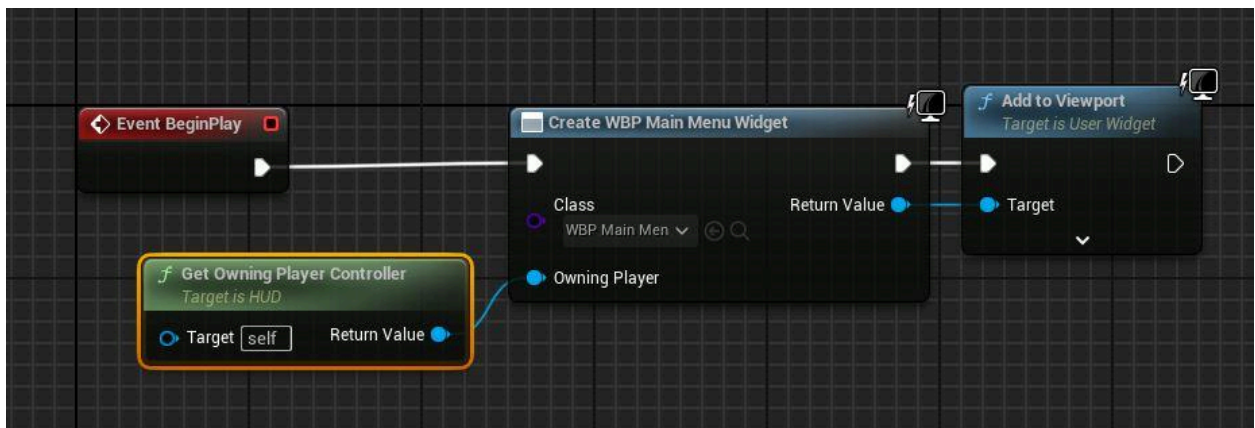 Event BeginPlay
Create WBP Main Menu Widget
Class
WBP Main Men
Return Value
Owning Player
Add to Viewport
Target is User Widget
Target
Get Owning Player Controller
Target is HUD
Target self
Return Value